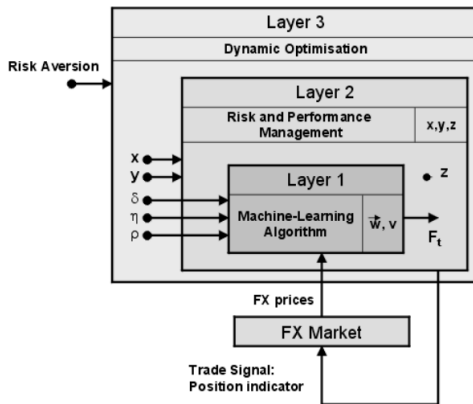 Layer 3
Dynamic Optimisation
Risk Aversion
Layer 2
Risk and Performance
Management
x,y,z
x
y
Layer 1
z
δ
η
ρ
Machine-Learning
Algorithm
w, v
Ft
FX prices
FX Market
Trade Signal:
Position indicator